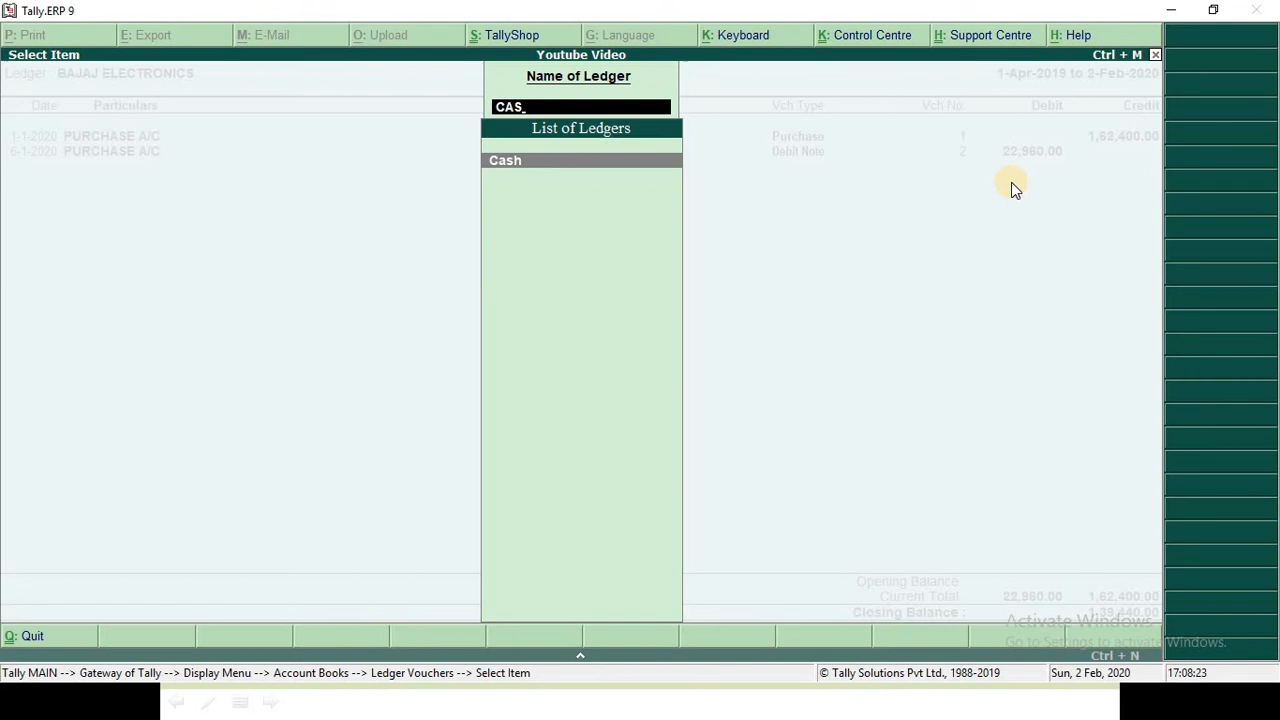 Tally.ERP 9
P: Print E: Export M: E-Mail O: Upload S: TallyShop G: Language K: Keyboard K: Control Centre H: Support Centre H: Help
Select Item Youtube Video Ctrl + M
Name of Ledger
Ledger BAJAJ ELECTRONICS 1-Apr-2019 to 2-Feb-2020
CAS_
Date Particulars Vch Type Vch No. Debit Credit
List of Ledgers
1-1-2020 PURCHASE A/C Purchase 1 1,62,400.00
6-1-2020 PURCHASE A/C Debit Note 2 22,960.00
Cash
Opening Balance
Current Total 22,960.00 1,62,400.00
Closing Balance : 1,39,440.00
Activate Windows
Go to Settings to activate Windows.
Q: Quit
Ctrl + N
Tally MAIN --> Gateway of Tally --> Display Menu --> Account Books --> Ledger Vouchers --> Select Item © Tally Solutions Pvt Ltd., 1988-2019 Sun, 2 Feb, 2020 17:08:23